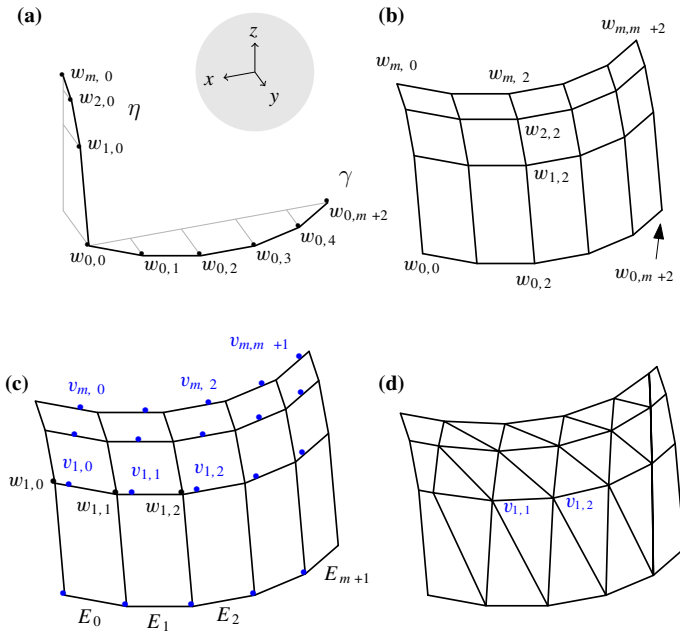 (a)
z
x
y
w_{m, 0}
w_{2,0}
η
w_{1,0}
γ
w_{0,m+2}
w_{0,4}
w_{0,3}
w_{0,2}
w_{0,1}
w_{0,0}
(b)
w_{m,m +2}
w_{m, 0}
w_{m, 2}
w_{2,2}
w_{1,2}
w_{0,0}
w_{0,2}
w_{0,m+2}
(c)
v_{m,m +1}
v_{m, 0}
v_{m, 2}
v_{1,0}
v_{1,1}
v_{1,2}
w_{1,0}
w_{1,1}
w_{1,2}
E_0
E_1
E_2
E_{m+1}
(d)
v_{1,1}
v_{1,2}